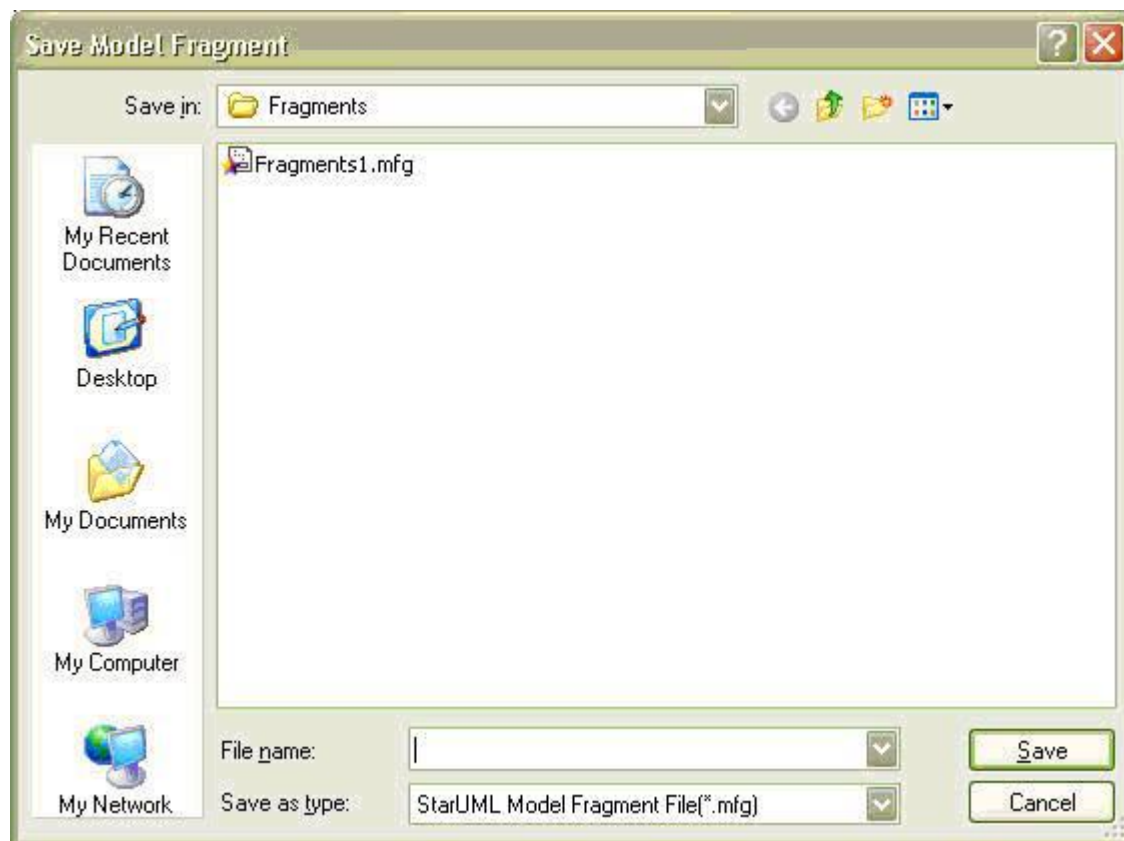 Save Model Fragment
Save in:
Fragments
Fragments1.mfg
My Recent
Documents
Desktop
My Documents
My Computer
My Network
File name:
Save
Save as type:
StarUML Model Fragment File(*.mfg)
Cancel